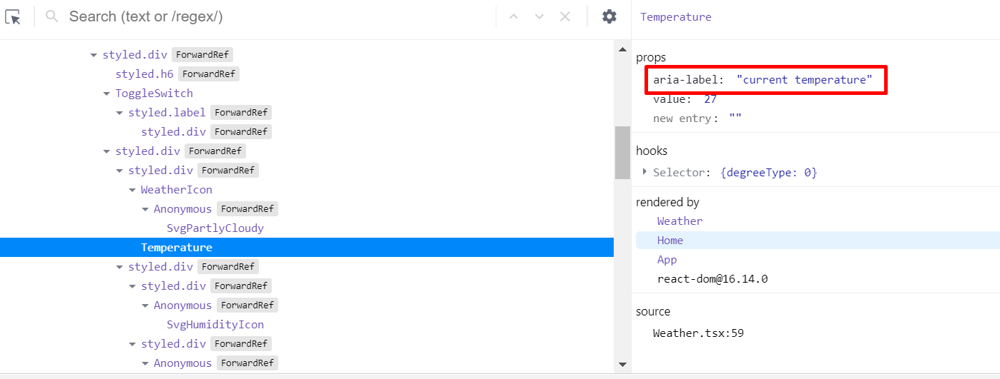 Search (text or /regex/)
styled.div ForwardRef
styled.h6 ForwardRef
ToggleSwitch
styled.label ForwardRef
styled.div ForwardRef
styled.div ForwardRef
styled.div ForwardRef
WeatherIcon
Anonymous ForwardRef
SvgPartlyCloudy
Temperature
styled.div ForwardRef
styled.div ForwardRef
Anonymous ForwardRef
SvgHumidityIcon
styled.div ForwardRef
Anonymous ForwardRef
Temperature
props
aria-label: "current temperature"
value: 27
new entry: ""
hooks
Selector: {degreeType: 0}
rendered by
Weather
Home
App
react-dom@16.14.0
source
Weather.tsx:59